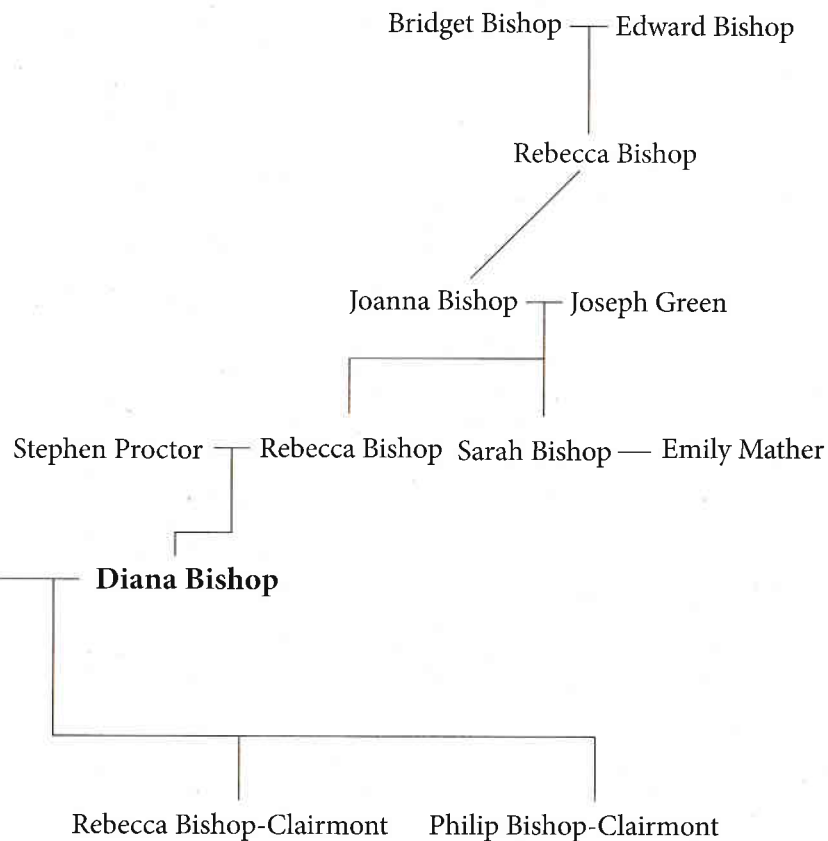 Bridget Bishop Edward Bishop
Rebecca Bishop
Joanna Bishop Joseph Green
Stephen Proctor Rebecca Bishop Sarah Bishop Emily Mather
Diana Bishop
Rebecca Bishop-Clairmont Philip Bishop-Clairmont